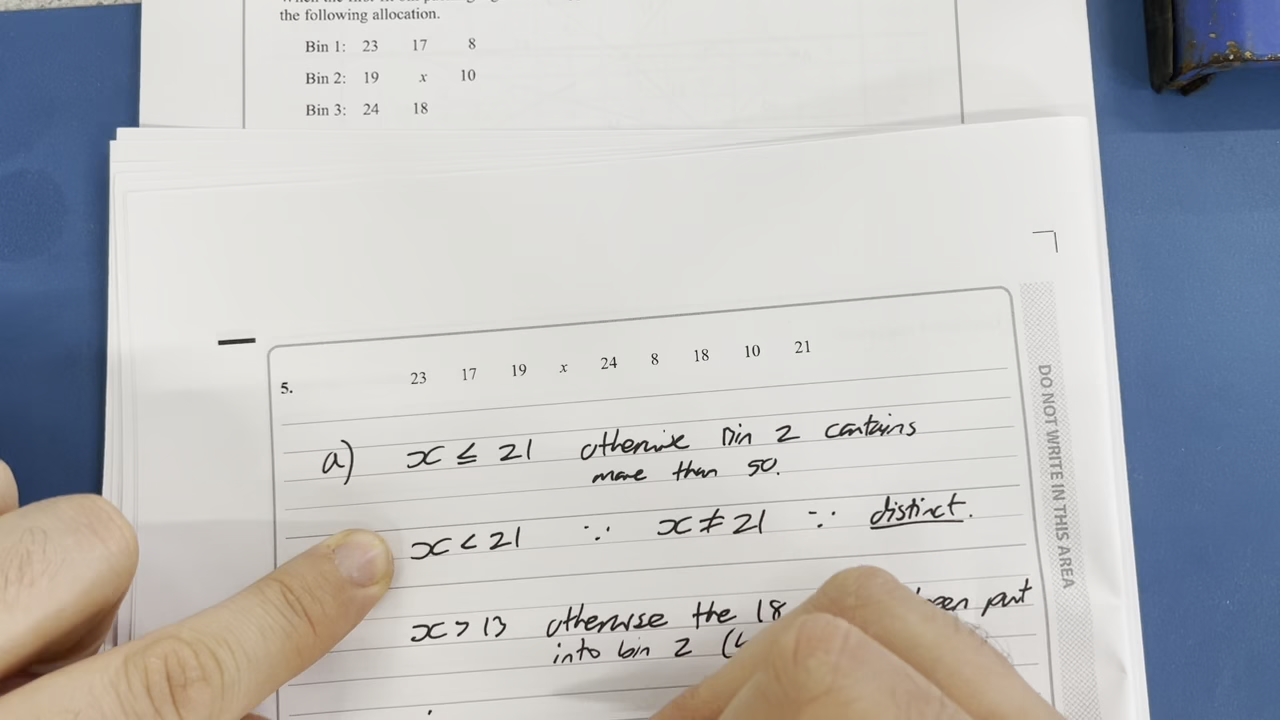 the following allocation.
Bin 1: 23 17 8
Bin 2: 19 x 10
Bin 3: 24 18
5. 23 17 19 x 24 8 18 10 21
a) x ≤ 21 otherwise Bin 2 contains
more than 50.
x < 21 ∵ x ≠ 21 ∵ distinct.
x > 13 otherwise the 18 been put
into bin 2
DO NOT WRITE IN THIS AREA